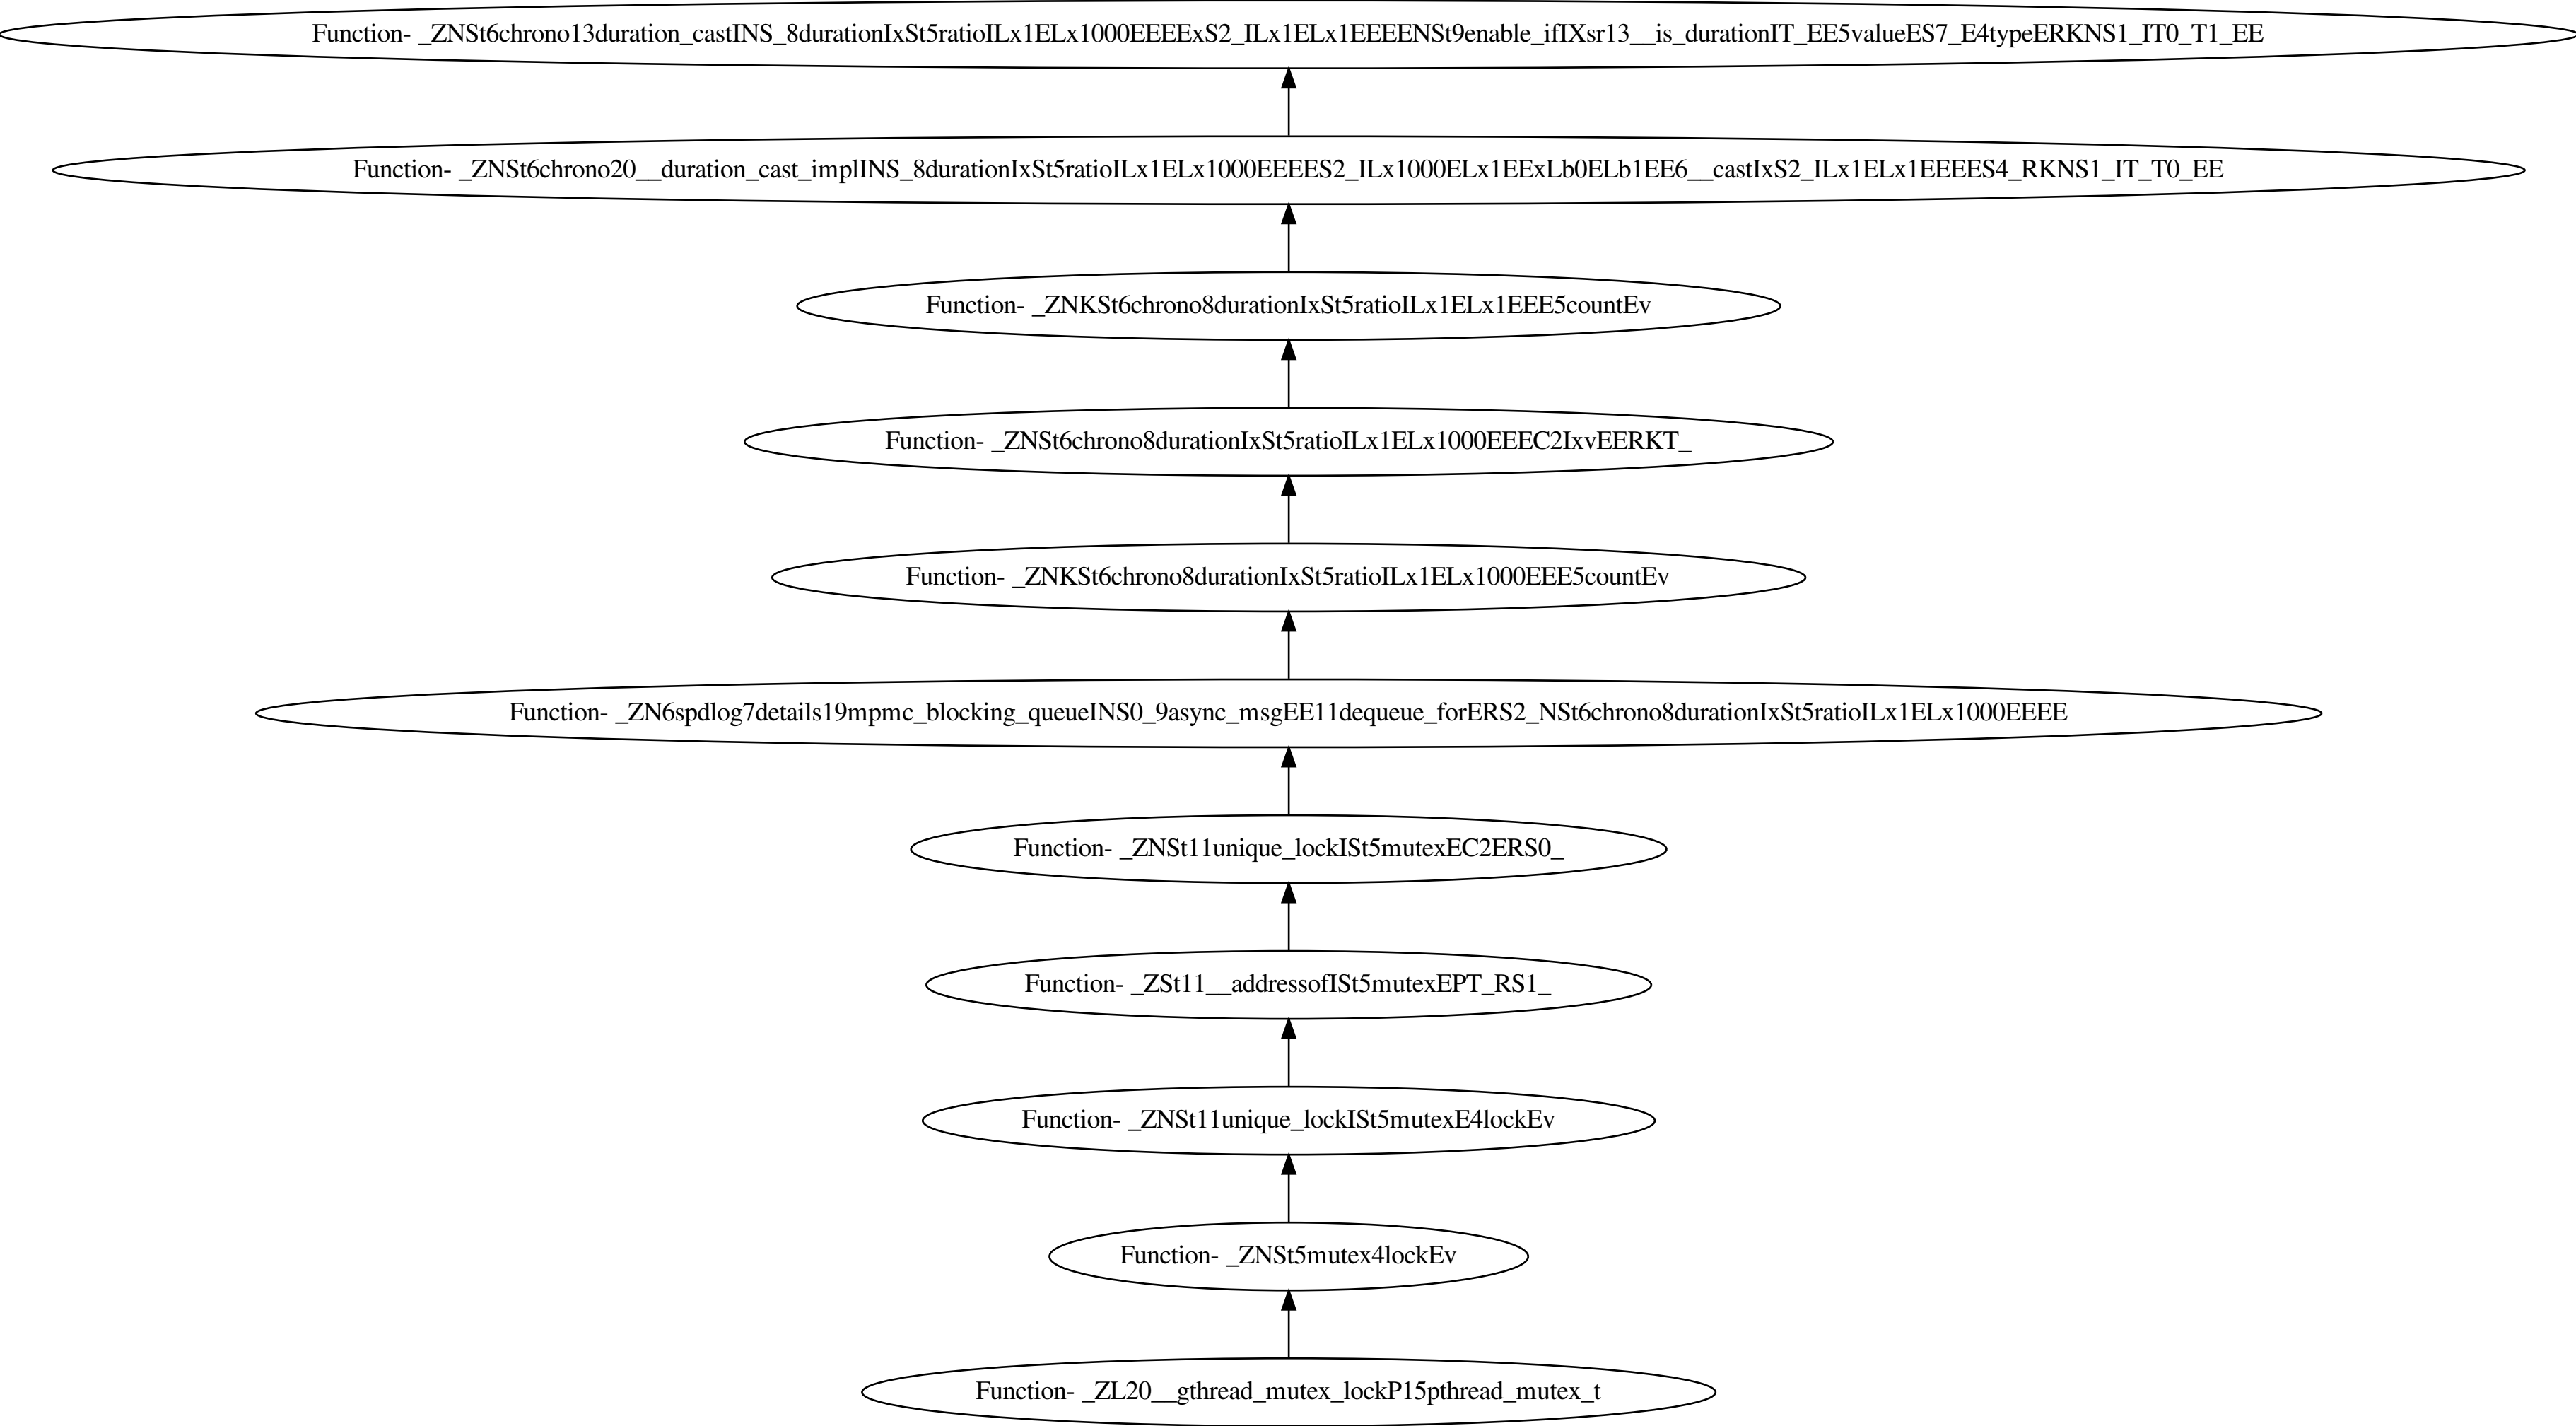 Function- _ZNSt6chrono13duration_castINS_8durationIxSt5ratioILx1ELx1000EEEExS2_ILx1ELx1EEEENSt9enable_ifIXsr13__is_durationIT_EE5valueES7_E4typeERKNS1_IT0_T1_EE
Function- _ZNSt6chrono20__duration_cast_implINS_8durationIxSt5ratioILx1ELx1000EEEES2_ILx1000ELx1EExLb0ELb1EE6__castIxS2_ILx1ELx1EEEES4_RKNS1_IT_T0_EE
Function- _ZNKSt6chrono8durationIxSt5ratioILx1ELx1EEE5countEv
Function- _ZNSt6chrono8durationIxSt5ratioILx1ELx1000EEEC2IxvEERKT_
Function- _ZNKSt6chrono8durationIxSt5ratioILx1ELx1000EEE5countEv
Function- _ZN6spdlog7details19mpmc_blocking_queueINS0_9async_msgEE11dequeue_forERS2_NSt6chrono8durationIxSt5ratioILx1ELx1000EEEE
Function- _ZNSt11unique_lockISt5mutexEC2ERS0_
Function- _ZSt11__addressofISt5mutexEPT_RS1_
Function- _ZNSt11unique_lockISt5mutexE4lockEv
Function- _ZNSt5mutex4lockEv
Function- _ZL20__gthread_mutex_lockP15pthread_mutex_t